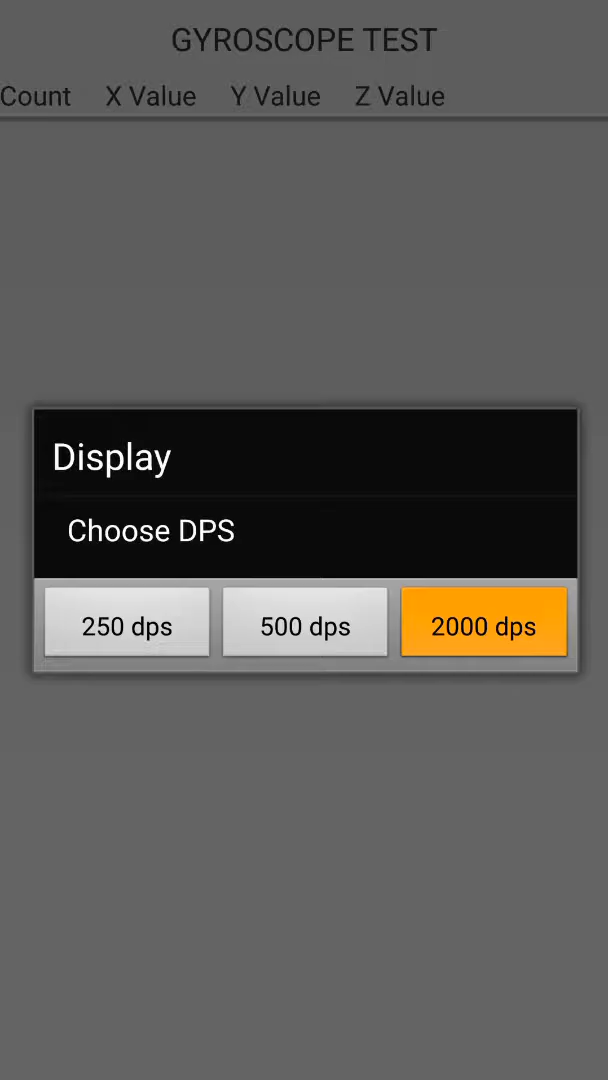 GYROSCOPE TEST
Count X Value Y Value Z Value
Display
Choose DPS
250 dps 500 dps 2000 dps